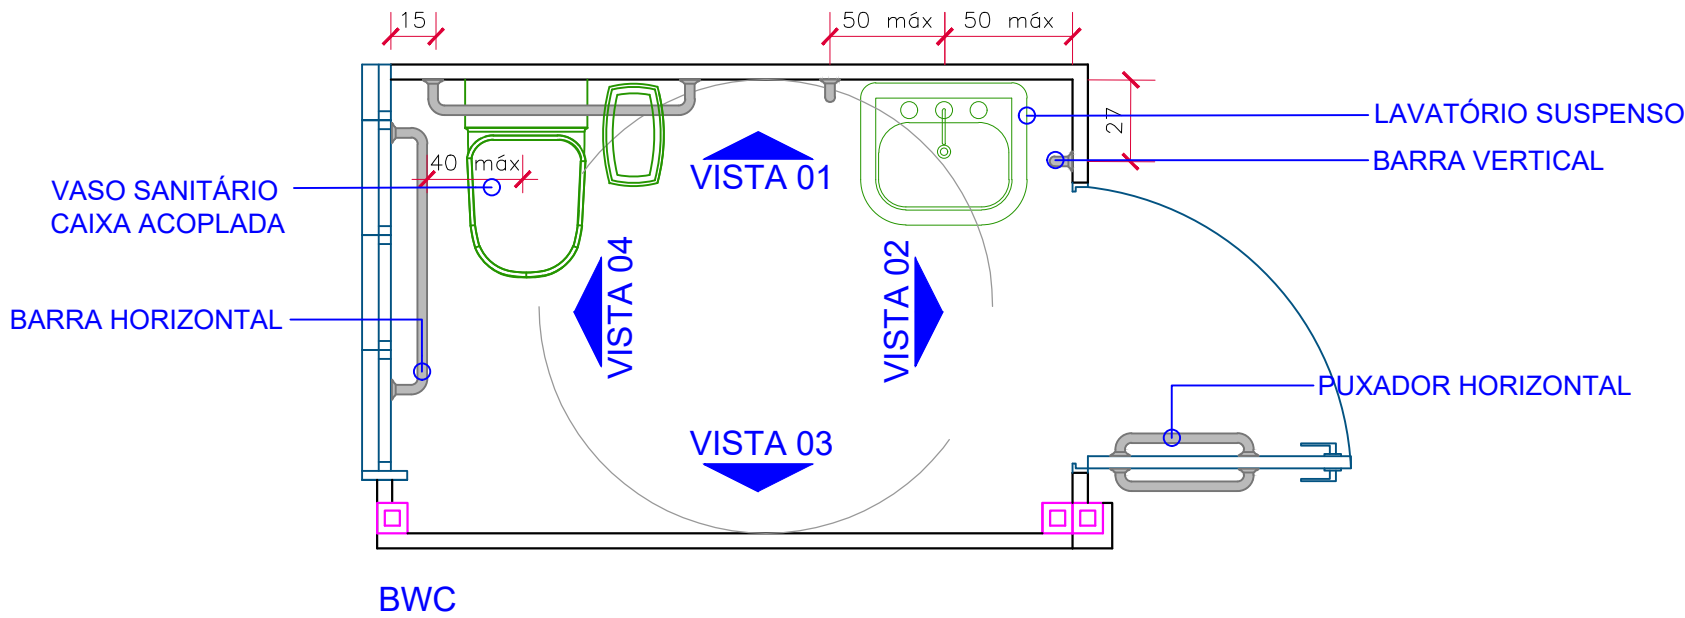 15
50 máx
50 máx
27
LAVATÓRIO SUSPENSO
BARRA VERTICAL
VISTA 01
40 máx
VASO SANITÁRIO
CAIXA ACOPLADA
VISTA 04
VISTA 02
BARRA HORIZONTAL
PUXADOR HORIZONTAL
VISTA 03
BWC